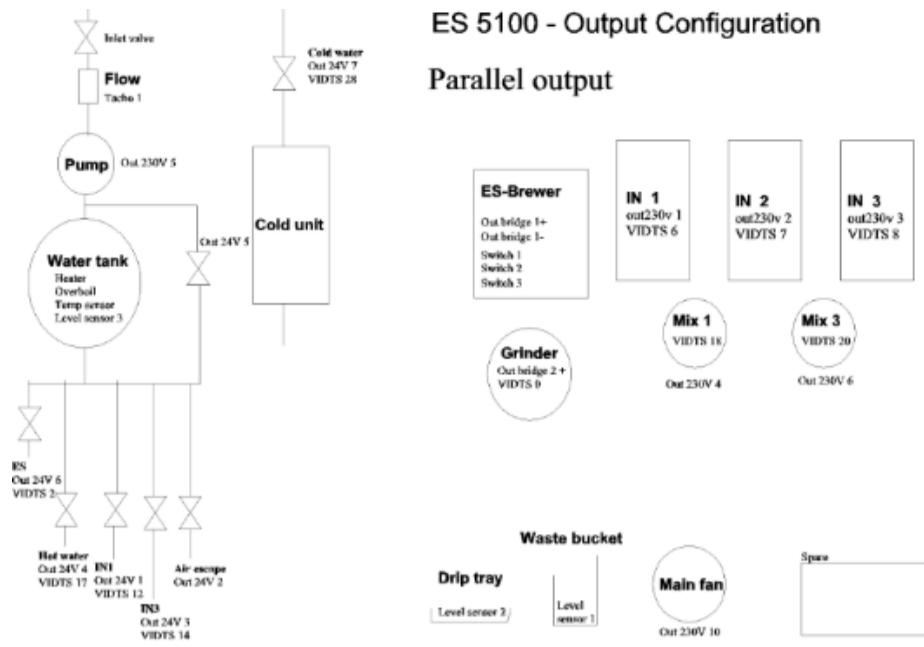 ES 5100 - Output Configuration
Parallel output
Inlet valve
Flow
Tacho 1
Pump
Out 230V 5
Cold water
Out 24V 7
VIDTS 28
Cold unit
Out 24V 5
Water tank
Heater
Overboil
Temp sensor
Level sensor 3
ES
Out 24V 6
VIDTS 2
Hot water
Out 24V 4
VIDTS 17
IN1
Out 24V 1
VIDTS 12
IN3
Out 24V 3
VIDTS 14
Air escape
Out 24V 2
ES-Brewer
Out bridge 1+
Out bridge 1-
Switch 1
Switch 2
Switch 3
IN 1
out230v 1
VIDTS 6
IN 2
out230v 2
VIDTS 7
IN 3
out230v 3
VIDTS 8
Grinder
Out bridge 2 +
VIDTS 0
Mix 1
VIDTS 18
Out 230V 4
Mix 3
VIDTS 20
Out 230V 6
Drip tray
Level sensor 2
Waste bucket
Level
sensor 1
Main fan
Out 230V 10
Spare